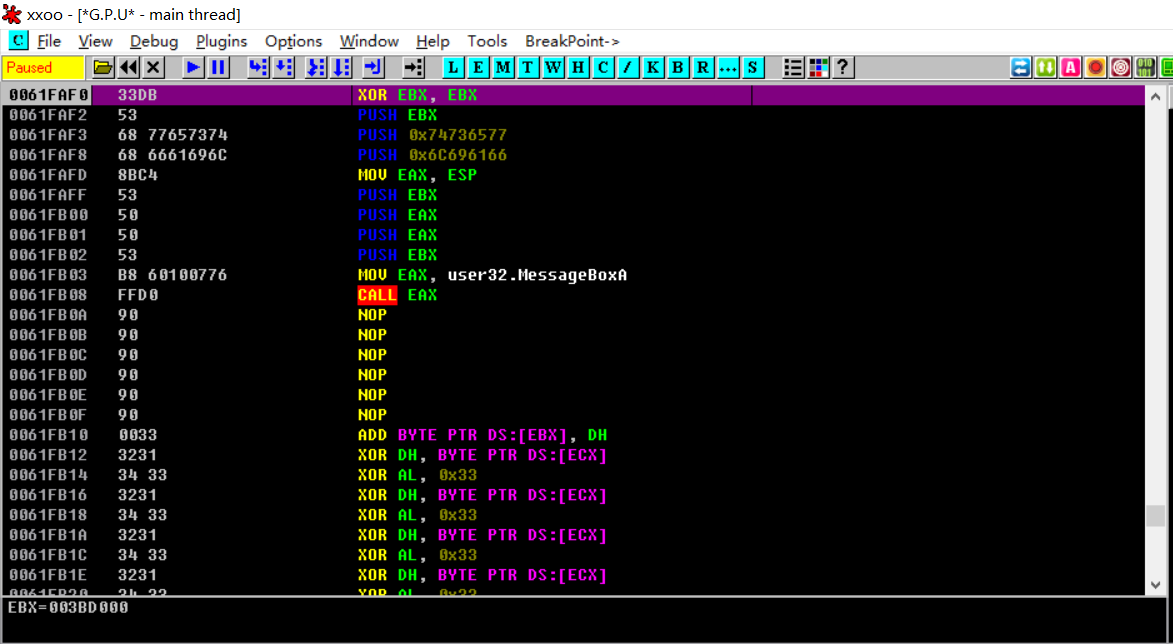 xxoo - [*G.P.U* - main thread]
C File View Debug Plugins Options Window Help Tools BreakPoint->
Paused L E M T W H C / K B R ... S ? A
0061FAF0 33DB XOR EBX, EBX
0061FAF2 53 PUSH EBX
0061FAF3 68 77657374 PUSH 0x74736577
0061FAF8 68 6661696C PUSH 0x6C696166
0061FAFD 8BC4 MOV EAX, ESP
0061FAFF 53 PUSH EBX
0061FB00 50 PUSH EAX
0061FB01 50 PUSH EAX
0061FB02 53 PUSH EBX
0061FB03 B8 60100776 MOV EAX, user32.MessageBoxA
0061FB08 FFD0 CALL EAX
0061FB0A 90 NOP
0061FB0B 90 NOP
0061FB0C 90 NOP
0061FB0D 90 NOP
0061FB0E 90 NOP
0061FB0F 90 NOP
0061FB10 0033 ADD BYTE PTR DS:[EBX], DH
0061FB12 3231 XOR DH, BYTE PTR DS:[ECX]
0061FB14 34 33 XOR AL, 0x33
0061FB16 3231 XOR DH, BYTE PTR DS:[ECX]
0061FB18 34 33 XOR AL, 0x33
0061FB1A 3231 XOR DH, BYTE PTR DS:[ECX]
0061FB1C 34 33 XOR AL, 0x33
0061FB1E 3231 XOR DH, BYTE PTR DS:[ECX]
0061FB20 34 33 XOR AL, 0x33
EBX=003BD000